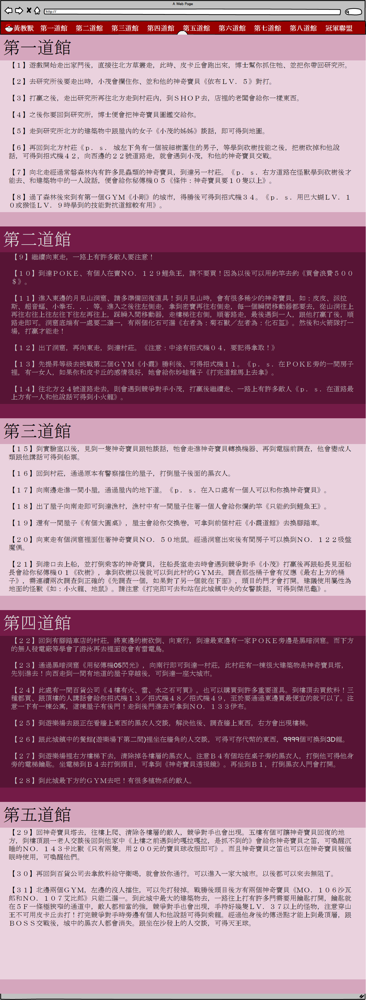 A Web Page
http://
黃教獸 第一道館 第二道館 第三道館 第四道館 第五道館 第六道館 第七道館 第八道館 冠軍聯盟
第一道館
【１】遊戲開始走出家門後，直接往北方草叢走，此時、皮卡丘會跑出來，博士幫你抓住牠、並把你帶回研究所。
【２】去研究所後要走出時，小茂會攔住你、並和他的神奇寶貝《依布ＬＶ．５》對打。
【３】打贏之後，走出研究所再往北方走到村莊內，到ＳＨＯＰ去，店裡的老闆會給你一樣東西。
【４】之後你要回到研究所，博士便會把神奇寶貝圖鑑交給你。
【５】走到研究所北方的建築物中跟屋內的女子《小茂的姊姊》談話，即可得到地圖。
【６】再回到北方村莊《ｐ．ｓ． 城左下角有一個被細樹圍住的男子，等學到砍樹技能之後，把樹砍掉和他說
話，可得到招式機４２，向西邊的２２號道路走，就會遇到小茂，和他的神奇寶貝交戰。
【７】向北走經過常磐森林內有許多昆蟲類的神奇寶貝，到達另一村莊。《ｐ．ｓ．右方道路在怪獸學到砍樹後才
能去、和建築物中的一人說話，便會給你秘傳機０５《條件：神奇寶貝要１０隻以上》。
【８】過了森林後來到有第一個ＧＹＭ《小剛》的城市，得勝後可得到招式機３４。《ｐ．ｓ．用巴大蝴ＬＶ．１
０或猴怪ＬＶ．９時學到的技能對抗道館較有用》。
第二道館
【９】繼續向東走，一路上有許多敵人要注意！
【１０】到達ＰＯＫＥ、有個人在賣ＮＯ．１２９鯉魚王，請不要買！因為以後可以用釣竿去釣《買會浪費５００
＄》。
【１１】進入東邊的月見山洞窟、請多準備回復道具！到月見山時，會有很多稀少的神奇寶貝，如：皮皮、派拉
斯、超音蝠、小拳石．．．等。進入之後往左側走，拿到密寶再往右側走，每一個瞬間移動器都要去，從山洞往上
再往右往上往左往下往左再往上，踩瞬入間移動器，走樓梯往右側，順著路走，最後遇到一人，跟他打贏了後，順
路走即可。洞窟底端有一處要二選一，有兩個化石可選《右者為：菊石獸／左者為：化石盔》。然後和火箭隊打一
場，打贏才能走！
【１２】出了洞窟，再向東走，到達村莊。《注意：中途有招式機０４，要記得拿取！》
【１３】先提昇等級去挑戰第二個ＧＹＭ《小霞》勝利後、可得招式機１１。《ｐ．ｓ．在ＰＯＫＥ旁的一間房子
裡，有一女人，如果你和皮卡丘的感情很好，她會給你妙蛙種子《打完道館馬上去拿》。
【１４】往北方２４號道路走去，則會遇到競爭對手小茂，打贏後繼續走、一路上有許多敵人《ｐ．ｓ．在道路最
上方有一人和他說話可得到小火龍》。
第三道館
【１５】到實驗室以後，見到一隻神奇寶貝跟牠談話，牠會走進神奇寶貝轉換機器、再到電腦前調查，他會變成人
類跟他講話可得到船票。
【１６】回到村莊，通過原本有警察擋住的屋子，打倒屋子後面的黑衣人。
【１７】向南邊走進一間小屋，通過屋內的地下道。《ｐ．ｓ．在入口處有一個人可以和你換神奇寶貝》。
【１８】出了屋子向南走即可到達漁村，漁村中有一間屋子住著一個人會給你爛釣竿《只能釣到鯉魚王》。
【１９】還有一間屋子《有個大圓桌》，屋主會給你交換卷，可拿到前個村莊《小霞道館》去換腳踏車。
【２０】向東走有個洞窟裡面住著神奇寶貝ＮＯ．５０地鼠。經過洞窟出來後有間房子可以換到ＮＯ．１２２吸盤
魔偶。
【２１】到港口去上船，並打倒乘客的神奇寶貝，往船長室走去時會遇到競爭對手《小茂》打贏後再跟船長見面船
長會給你秘傳機０１《砍樹》，拿到砍樹以後就可以到此村的ＧＹＭ去。調查那些桶子會有反應《最右上方的桶
子》，需連續兩次調查到正確的《先調查一個，如果對了另一個就在下面》，頭目的門才會打開。建議使用屬性為
地面的怪獸《如：小火龍、地鼠》。請注意《打完即可去和站在此城鎮中央的女警談話，可得到傑尼龜》。
第四道館
【２２】回到有腳踏車店的村莊，將東邊的樹砍倒、向東行，到達最東邊有一家ＰＯＫＥ旁邊是黑暗洞窟。而下方
的無人發電廠等學會了游泳再去裡面就會有雷電鳥。
【２３】通過黑暗洞窟《用秘傳機05閃光》，向南行即可到達一村莊，此村莊有一棟很大建築物是神奇寶貝塔，
先別進去！向西走到一間有地道的屋子穿越後，可到達一座大城市。
【２４】此處有一間百貨公司《４樓有火、雷、水之石可買》，也可以購買到許多重要道具。到樓頂去買飲料！三
種都買、跟頂樓的人講話會給你招式機１３／招式機４８／招式機４９，至於要通過東邊買最便宜的就可以了。注
意一下有一棟公寓，這棟屋子有後門！走到後門進去可拿到ＮＯ．１３３伊布。
【２５】到遊樂場去跟正在看牆上東西的黑衣人交談，解決他後、調查牆上東西，右方會出現樓梯。
【２６】跟此城鎮中的餐館(遊樂場下第二間)裡坐在牆角的人交談，可得可存代幣的東西，9999個可換到3D龍。
【２７】到遊樂場裡右方樓梯下去，清除掉各樓層的黑衣人。注意Ｂ４有個站在桌子旁的黑衣人，打倒他可得他身
旁的電梯鑰匙。坐電梯到Ｂ４去打倒頭目，可拿到《神奇寶貝透視鏡》。再坐到Ｂ１，打倒黑衣人門會打開。
【２８】到此城最下方的ＧＹＭ去吧！有很多植物系的敵人。
第五道館
【２９】回神奇寶貝塔去，往樓上爬、清除各樓層的敵人，競爭對手也會出現。五樓有個可讓神奇寶貝回復的地
方，到樓頂跟一老人交談後回到他家中《上樓之前遇到的嘎拉嘎拉，是抓不到的》會給你神奇寶貝之笛，可喚醒沉
睡的ＮＯ．１４３卡比獸《只有兩隻。用２００元的寶貝球收服即可》。而且神奇寶貝之笛也可以在神奇寶貝被催
眠時使用，可喚醒他們。
【３０】再回到百貨公司去拿飲料給守衛喝，就會放你通行。可以進入一家大城市。以後都可以來去無阻了。
【３１】北邊兩個ＧＹＭ，左邊的沒人擋住，可以先打發掉。戰勝後頭目後方有兩個神奇寶貝《ＭＯ．１０６沙瓦
郎和ＮＯ．１０７艾比郎》只能二選一。到此城中最大的建築物去，一路往上打有許多門需要用鑰匙打開，鑰匙就
在５Ｆ一條極狹窄的通道中，敵人都相當的強，競爭對手也會出現，手持好幾隻ＬＶ．３７以上的怪物，注意穿山
王不可用皮卡丘去打！打完競爭對手時旁邊有個人和他說話可得到乘龍。經過他身後的傳送點才能上到最頂層，跟
ＢＯＳＳ交戰後，城中的黑衣人都會消失。跟坐在沙發上的人交談，可得天王球。